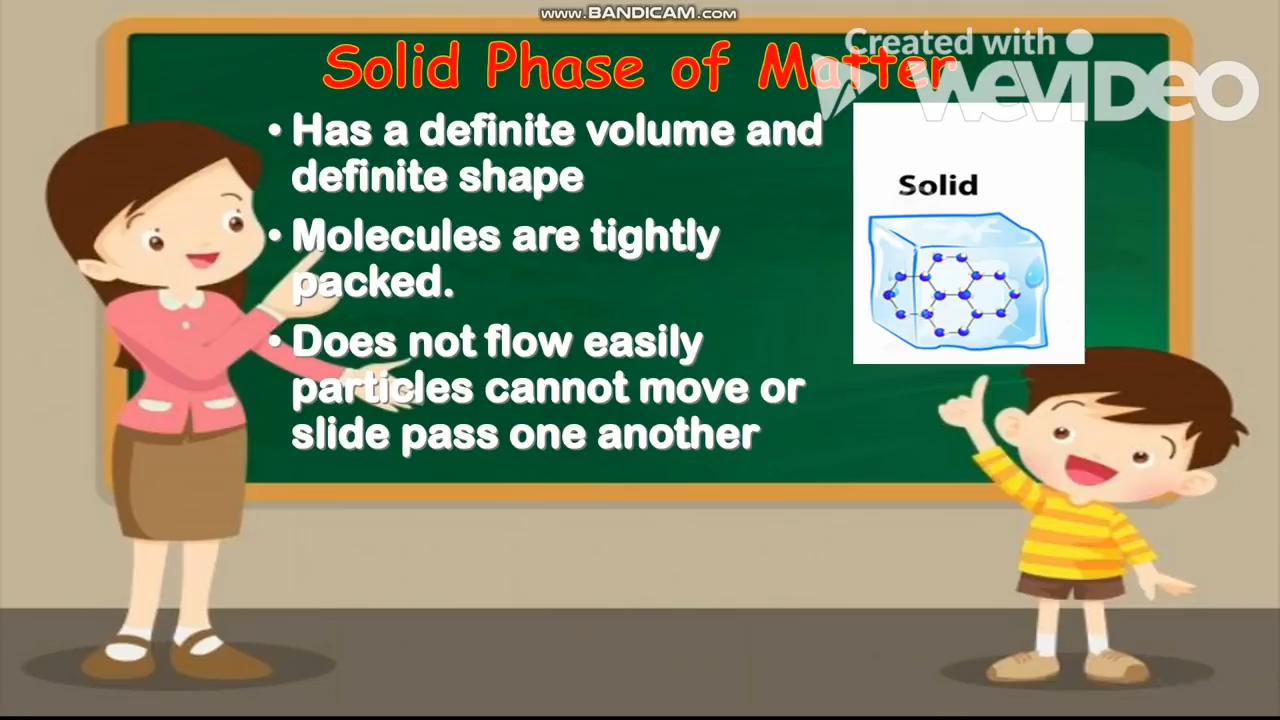 www.BANDICAM.com
Solid Phase of Matter
Created with
WEVIDEO
• Has a definite volume and
definite shape
• Molecules are tightly
packed.
• Does not flow easily
particles cannot move or
slide pass one another
Solid